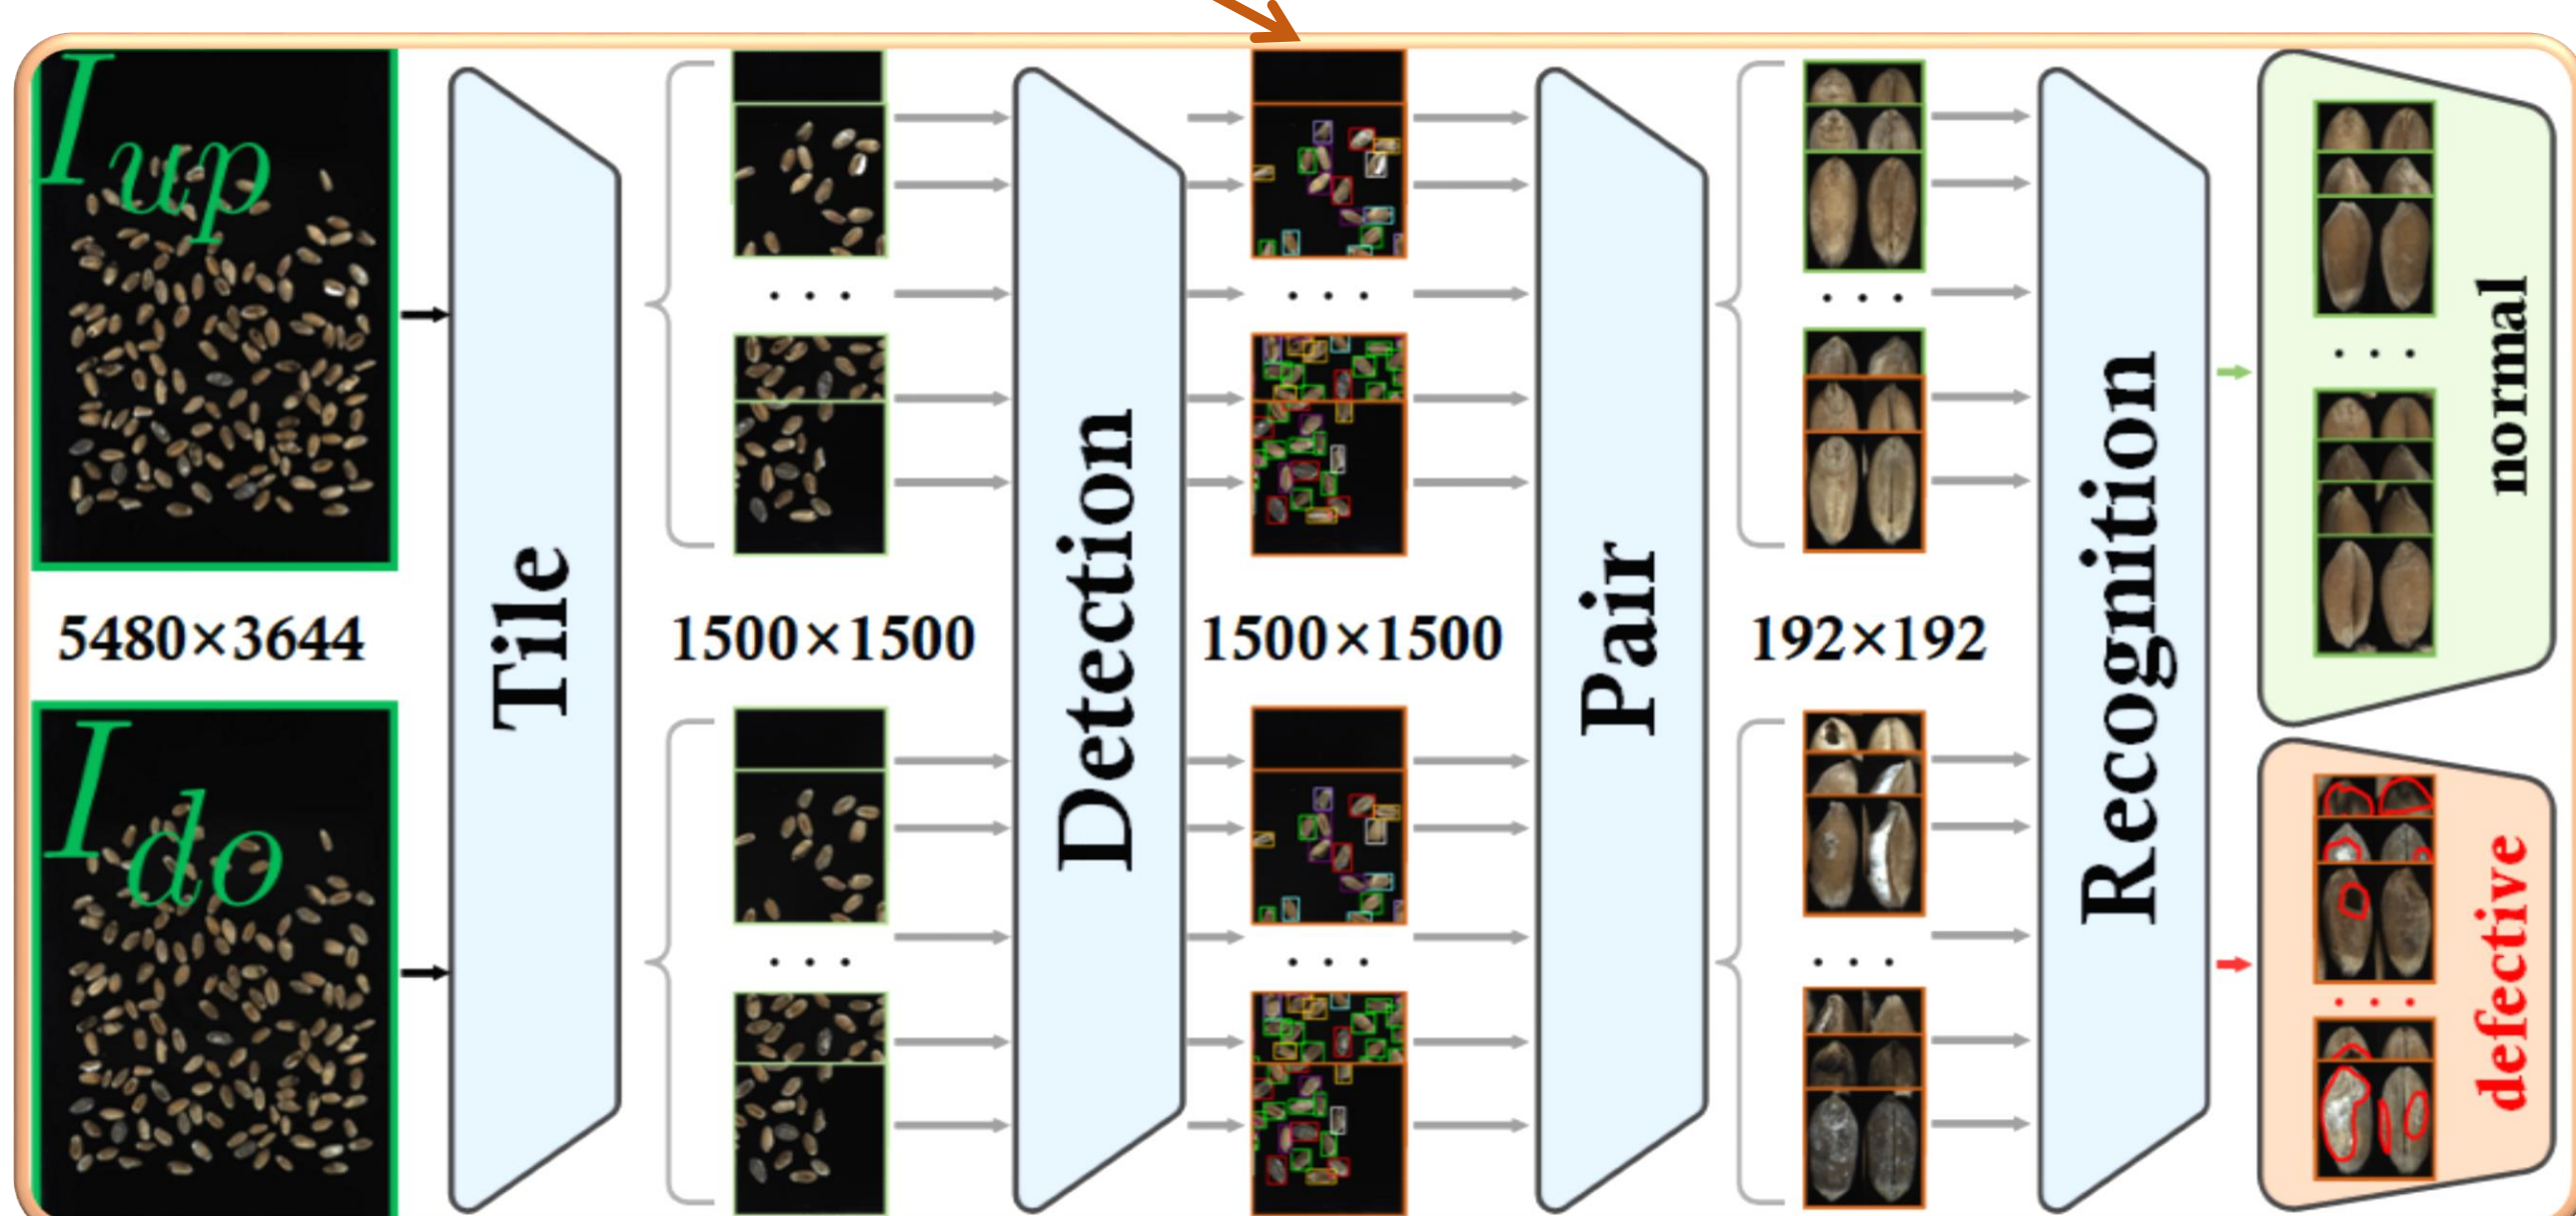 I_up
5480×3644
I_do
Tile
1500×1500
Detection
1500×1500
Pair
192×192
Recognition
normal
defective